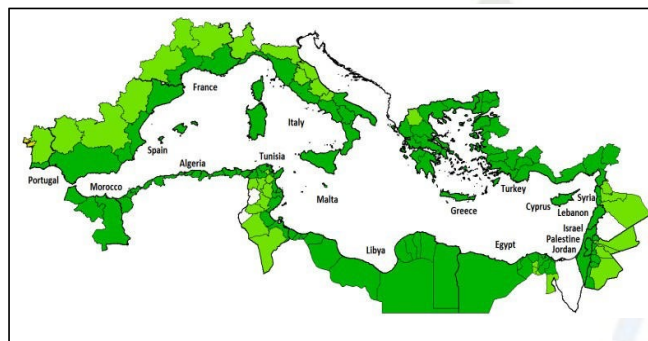 France
Italy
Spain
Algeria
Tunisia
Portugal
Morocco
Malta
Greece
Turkey
Cyprus
Syria
Lebanon
Israel
Palestine
Jordan
Libya
Egypt